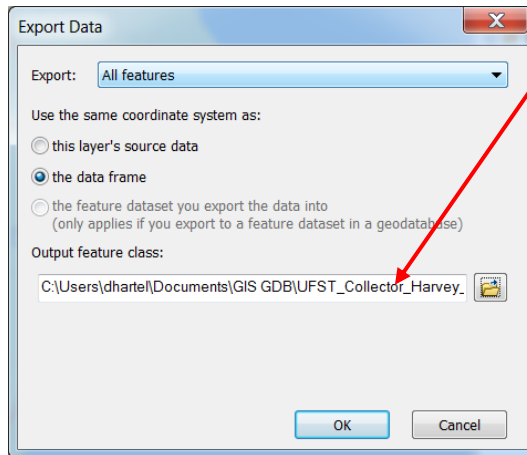 Export Data
Export: All features
Use the same coordinate system as:
this layer's source data
the data frame
the feature dataset you export the data into
(only applies if you export to a feature dataset in a geodatabase)
Output feature class:
C:\Users\dhartel\Documents\GIS GDB\UFST_Collector_Harvey_
OK Cancel